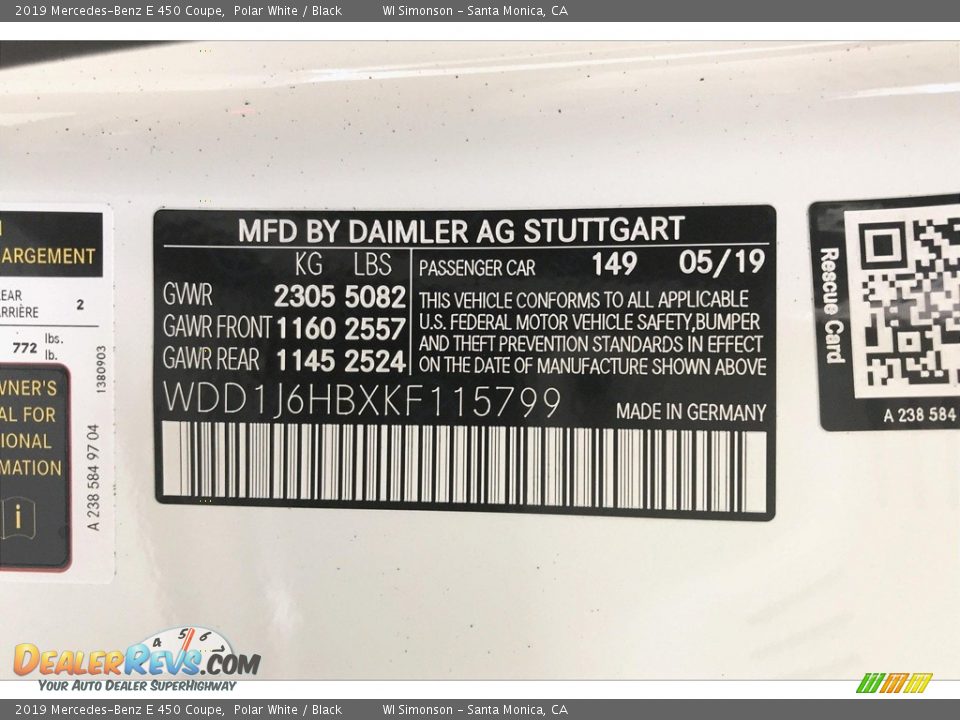 2019 Mercedes-Benz E 450 Coupe, Polar White / Black WI Simonson - Santa Monica, CA
MFD BY DAIMLER AG STUTTGART
KG LBS
GVWR 2305 5082
GAWR FRONT 1160 2557
GAWR REAR 1145 2524
PASSENGER CAR 149 05/19
THIS VEHICLE CONFORMS TO ALL APPLICABLE
U.S. FEDERAL MOTOR VEHICLE SAFETY,BUMPER
AND THEFT PREVENTION STANDARDS IN EFFECT
ON THE DATE OF MANUFACTURE SHOWN ABOVE
WDD1J6HBXKF115799
MADE IN GERMANY
ARGEMENT
EAR
ARRIÈRE 2
772 lbs.
lb.
WNER'S
AL FOR
IONAL
MATION
i
1380903
A 238 584 97 04
Rescue Card
A 238 584
4 5 6 7
DEALERREVS.COM
YOUR AUTO DEALER SUPERHIGHWAY
2019 Mercedes-Benz E 450 Coupe, Polar White / Black WI Simonson - Santa Monica, CA